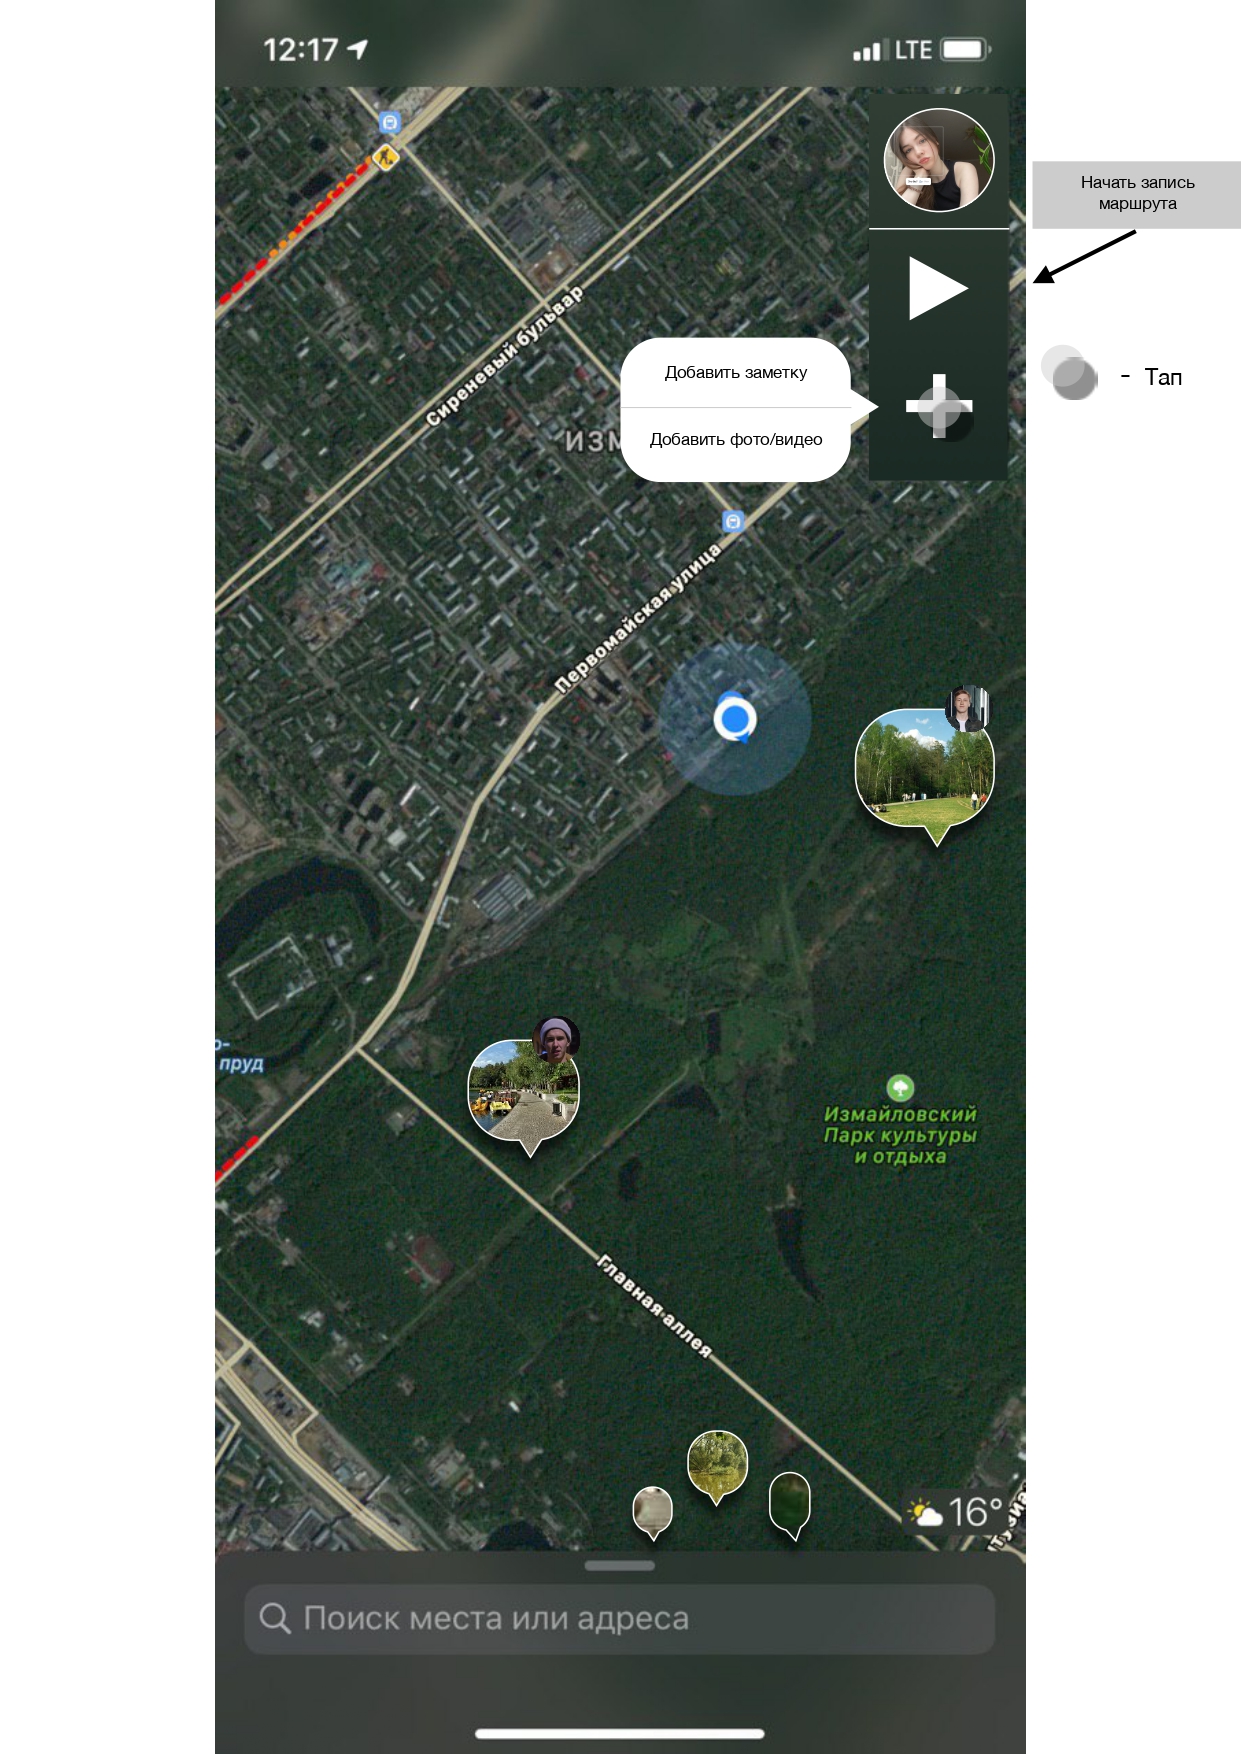 12:17
LTE
Начать запись
маршрута
Сиреневый бульвар
Добавить заметку
- Тап
Добавить фото/видео
ИЗМ
Первомайская улица
пруд
Измайловский
Парк культуры
и отдыха
Главная аллея
16°
Поиск места или адреса